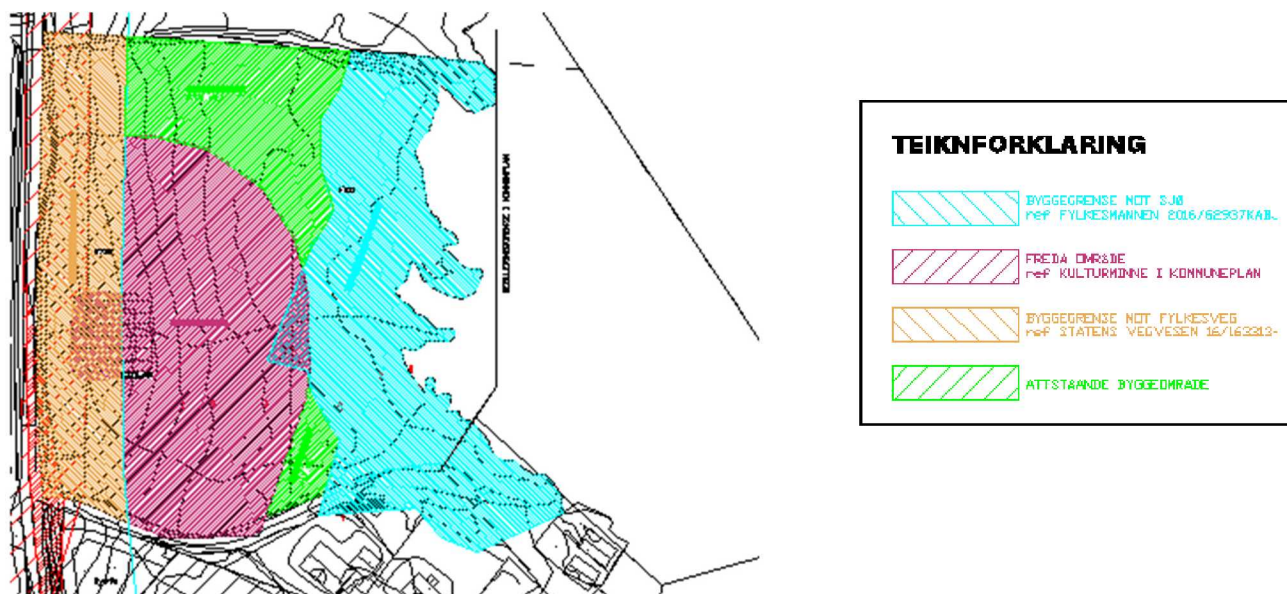 TEIKNFORKLARING
BYGGEGRENSE MOT SJØ
ref FYLKESMANNEN 2016/62937KAB.
FREDA OMRÅDE
ref KULTURMINNE I KOMMUNEPLAN
BYGGEGRENSE MOT FYLKESVEG
ref STATENS VEGVESEN 16/163313-
ATTSTÅANDE BYGGEOMRÅDE